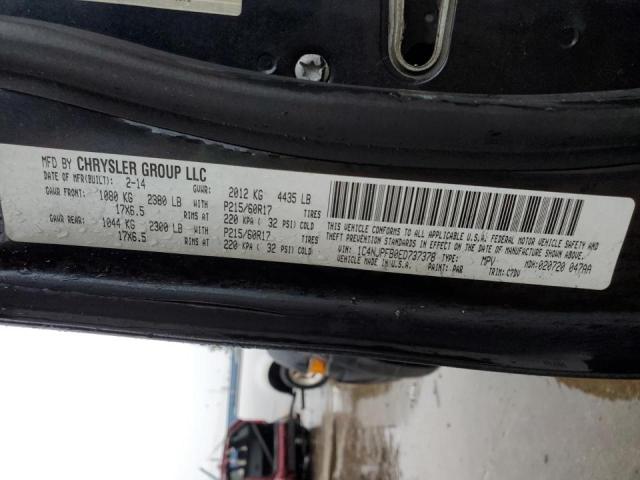 MFD BY CHRYSLER GROUP LLC
DATE OF MFR(BUILT): 2-14 GVWR: 2012 KG 4435 LB
GAWR FRONT: 1080 KG 2380 LB WITH P215/60R17 TIRES
17X6.5 RIMS AT 220 KPA ( 32 PSI) COLD
GAWR REAR: 1044 KG 2300 LB WITH P215/60R17 TIRES
17X6.5 RIMS AT 220 KPA ( 32 PSI) COLD
THIS VEHICLE CONFORMS TO ALL APPLICABLE U.S.A. FEDERAL MOTOR VEHICLE SAFETY AND
THEFT PREVENTION STANDARDS IN EFFECT ON THE DATE OF MANUFACTURE SHOWN ABOVE.
VIN: 1C4NJPFB0ED737378 TYPE: MPV MDH: 020720 047AA
PAINT: PAR TRIM: C7DV